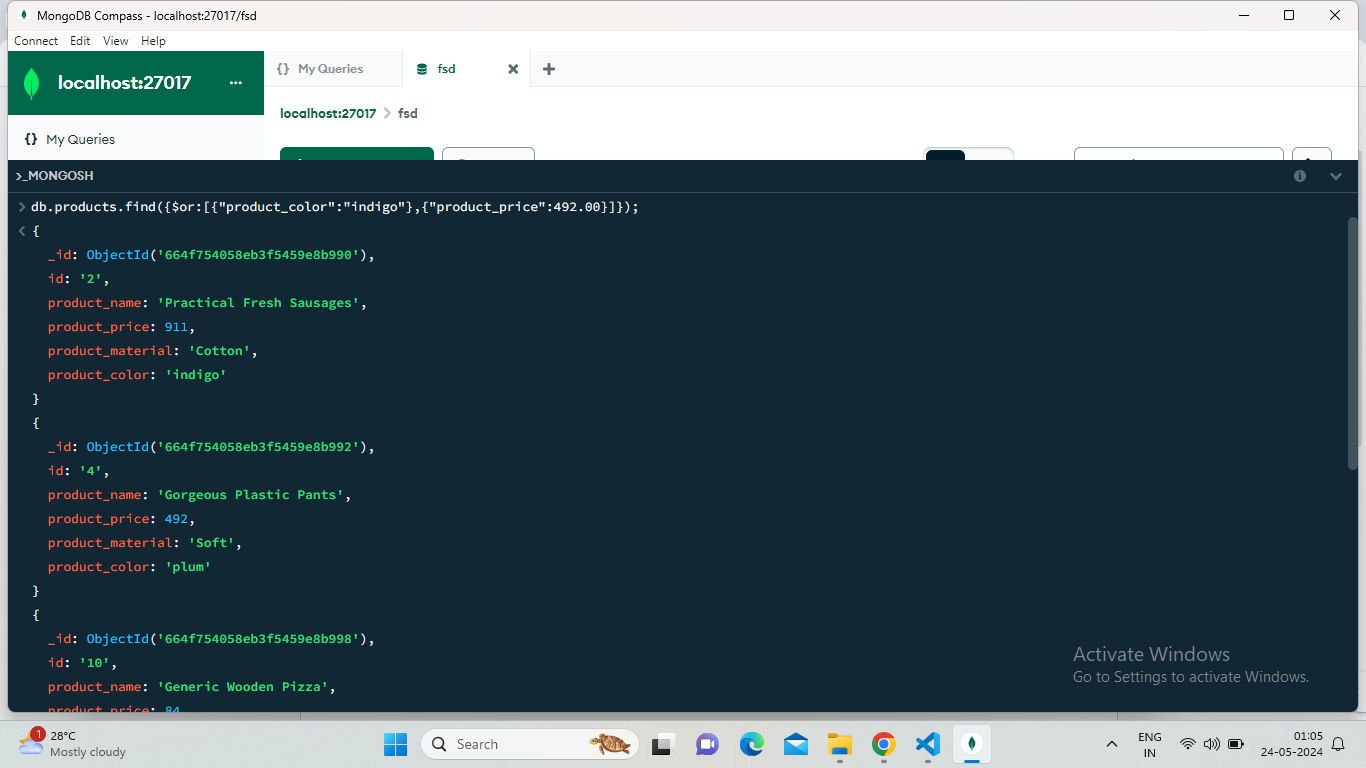 MongoDB Compass - localhost:27017/fsd
Connect Edit View Help
localhost:27017 ...
{} My Queries
fsd
localhost:27017 > fsd
{} My Queries
>_MONGOSH
> db.products.find({$or:[{"product_color":"indigo"},{"product_price":492.00}]});
< {
_id: ObjectId('664f754058eb3f5459e8b990'),
id: '2',
product_name: 'Practical Fresh Sausages',
product_price: 911,
product_material: 'Cotton',
product_color: 'indigo'
}
{
_id: ObjectId('664f754058eb3f5459e8b992'),
id: '4',
product_name: 'Gorgeous Plastic Pants',
product_price: 492,
product_material: 'Soft',
product_color: 'plum'
}
{
_id: ObjectId('664f754058eb3f5459e8b998'),
id: '10',
product_name: 'Generic Wooden Pizza',
product_price: 84,
Activate Windows
Go to Settings to activate Windows.
1
28°C
Mostly cloudy
Search
ENG
IN
01:05
24-05-2024